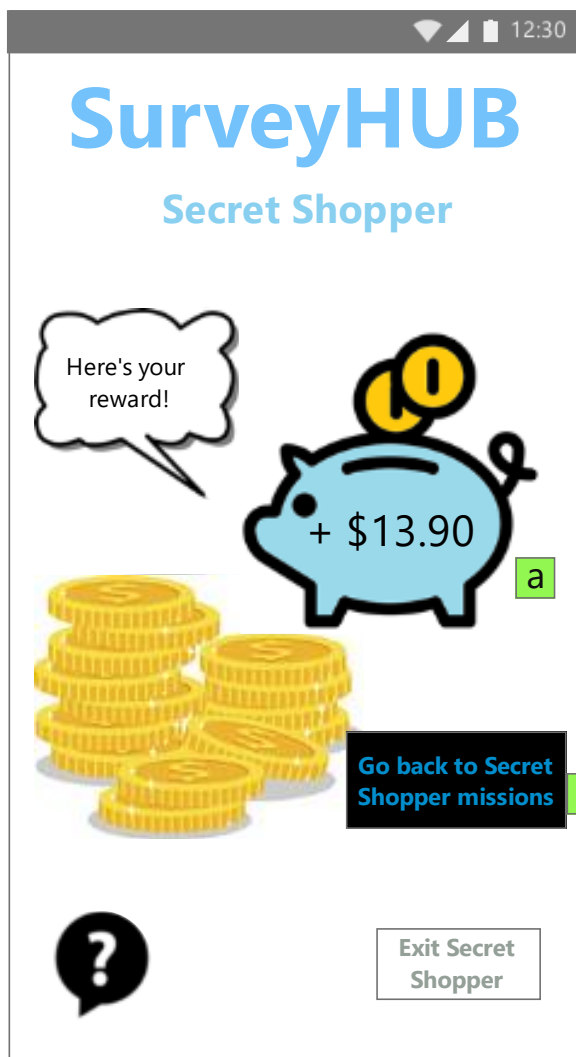 12:30
SurveyHUB
Secret Shopper
Here's your
reward!
+ $13.90
a
Go back to Secret
Shopper missions
?
Exit Secret
Shopper